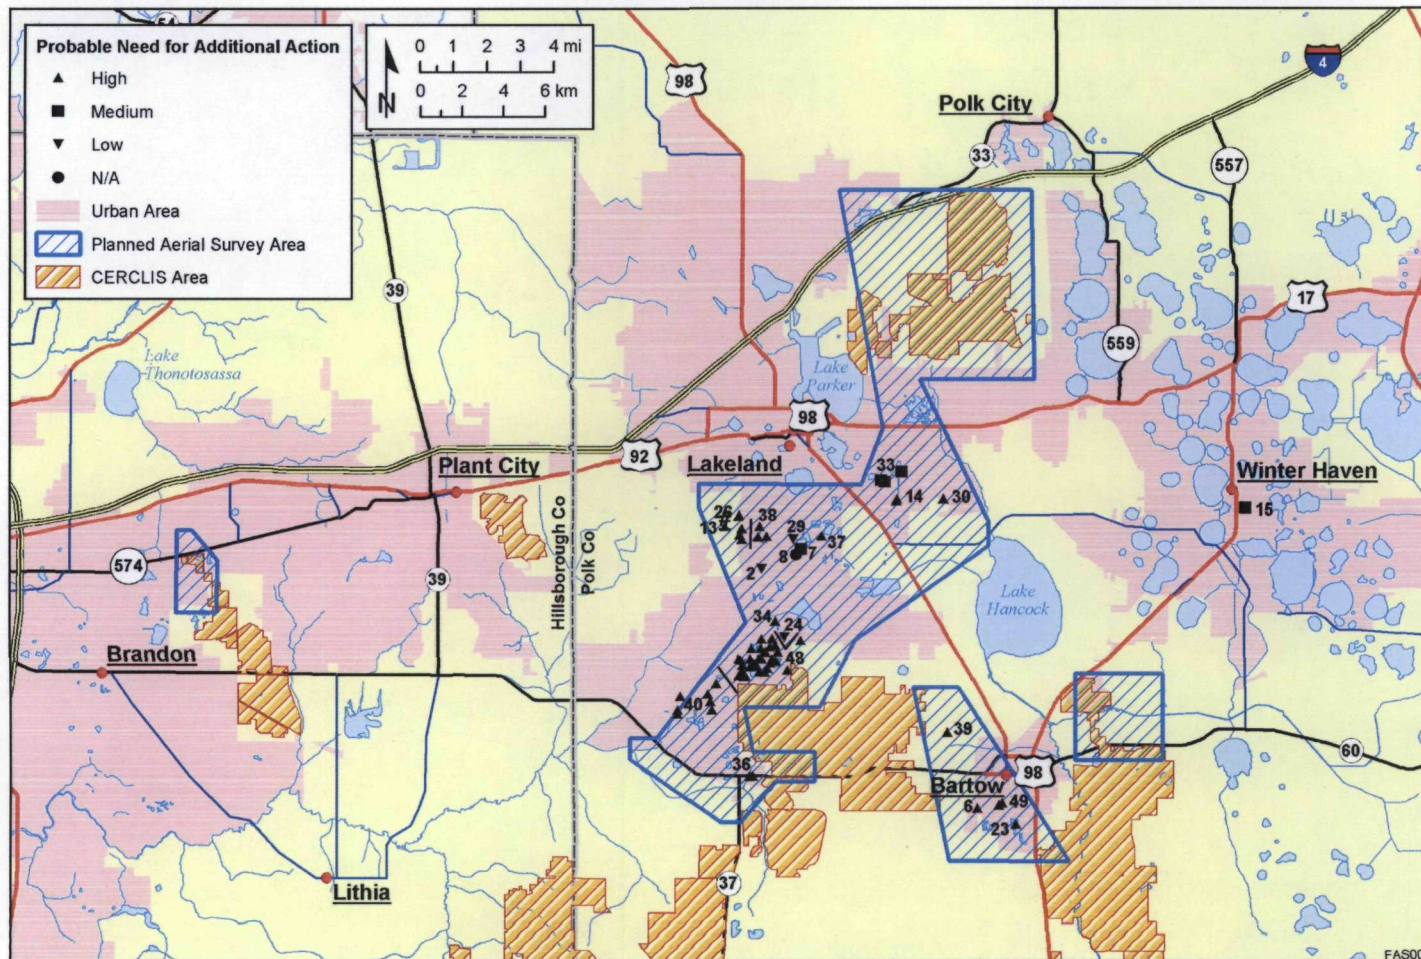 Probable Need for Additional Action
High
Medium
Low
N/A
Urban Area
Planned Aerial Survey Area
CERCLIS Area
0 1 2 3 4 mi
0 2 4 6 km
N
54
98
4
Polk City
33
557
39
17
559
Lake
Thonotosassa
Lake
Parker
98
92
Plant City
Lakeland
Winter Haven
33
14
30
15
26
13
38
29
37
8
7
2
574
39
Hillsborough Co
Polk Co
Lake
Hancock
34
24
48
Brandon
40
39
36
60
98
Bartow
6
49
23
37
Lithia
FAS00